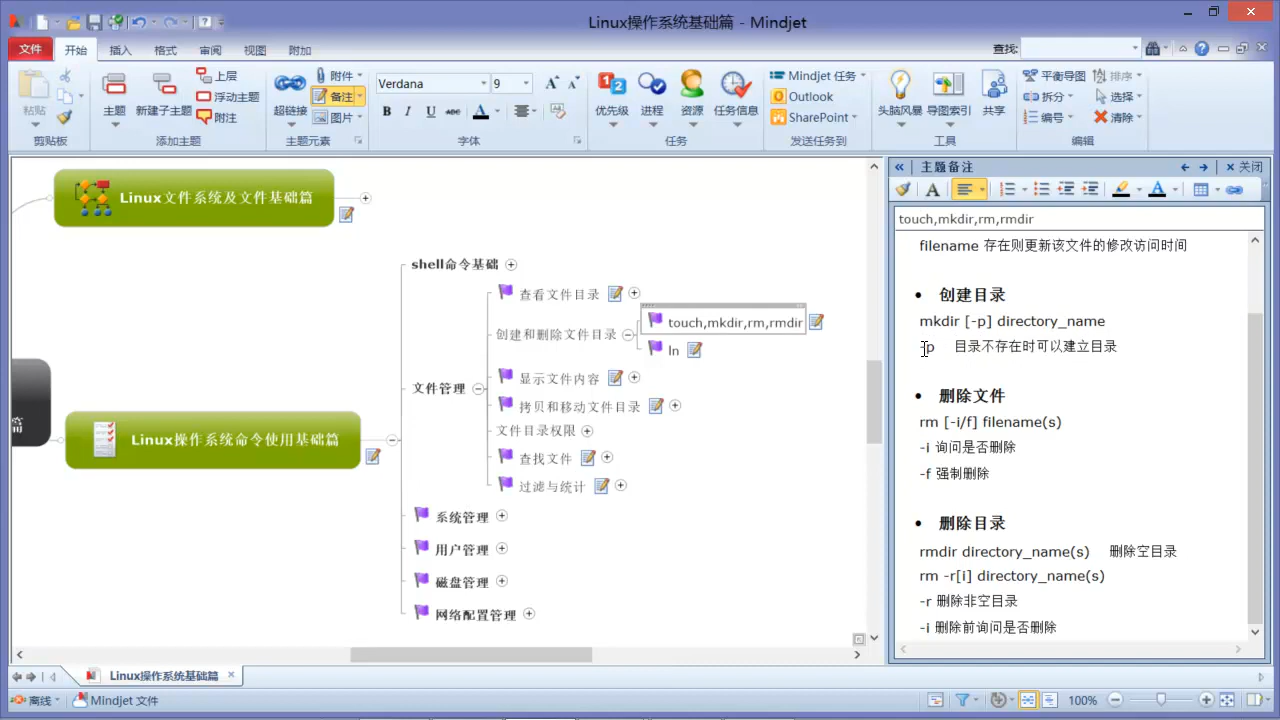 Linux操作系统基础篇 - Mindjet
文件
开始
插入
格式
审阅
视图
附加
查找:
粘贴
剪贴板
主题
新建子主题
上层
浮动主题
附注
添加主题
超链接
附件
备注
图片
主题元素
Verdana
9
B I U abc A
字体
优先级
进程
资源
任务信息
任务
Mindjet 任务
Outlook
SharePoint
发送任务到
头脑风暴
导图索引
共享
工具
平衡导图
拆分
编号
排序
选择
清除
编辑
Linux文件系统及文件基础篇
篇
Linux操作系统命令使用基础篇
shell命令基础
文件管理
查看文件目录
创建和删除文件目录
touch,mkdir,rm,rmdir
ln
显示文件内容
拷贝和移动文件目录
文件目录权限
查找文件
过滤与统计
系统管理
用户管理
磁盘管理
网络配置管理
主题备注
关闭
touch,mkdir,rm,rmdir
filename 存在则更新该文件的修改访问时间
• 创建目录
mkdir [-p] directory_name
-p 目录不存在时可以建立目录
• 删除文件
rm [-i/f] filename(s)
-i 询问是否删除
-f 强制删除
• 删除目录
rmdir directory_name(s) 删除空目录
rm -r[i] directory_name(s)
-r 删除非空目录
-i 删除前询问是否删除
Linux操作系统基础篇
离线
Mindjet 文件
100%